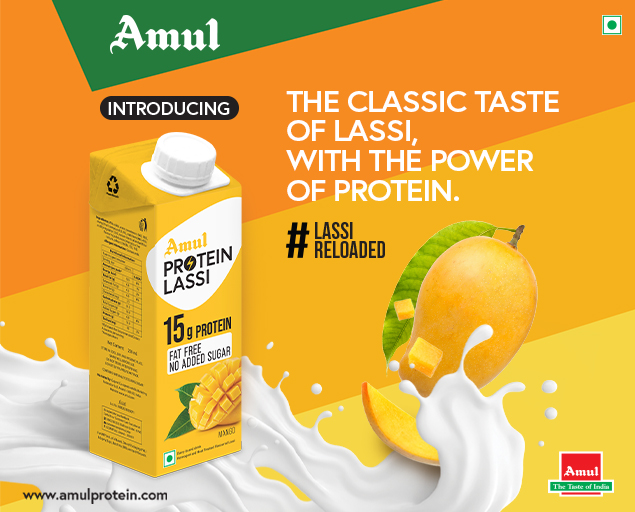 Amul
INTRODUCING
THE CLASSIC TASTE
OF LASSI,
WITH THE POWER
OF PROTEIN.
# LASSI
RELOADED
Amul
PROTEIN
LASSI
15g PROTEIN
FAT FREE
NO ADDED SUGAR
MANGO
Amul
The Taste of India
www.amulprotein.com